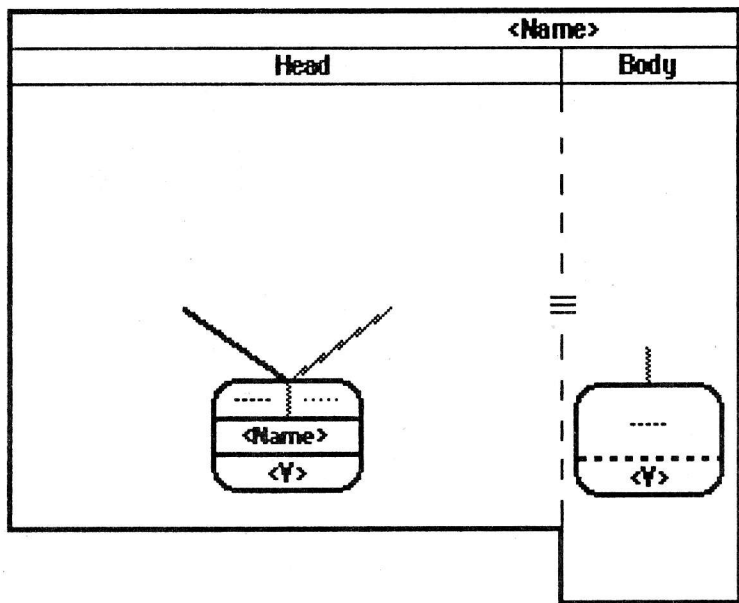 <Name>
Head Body
----- .....
<Name>
<Y>
-----
<Y>